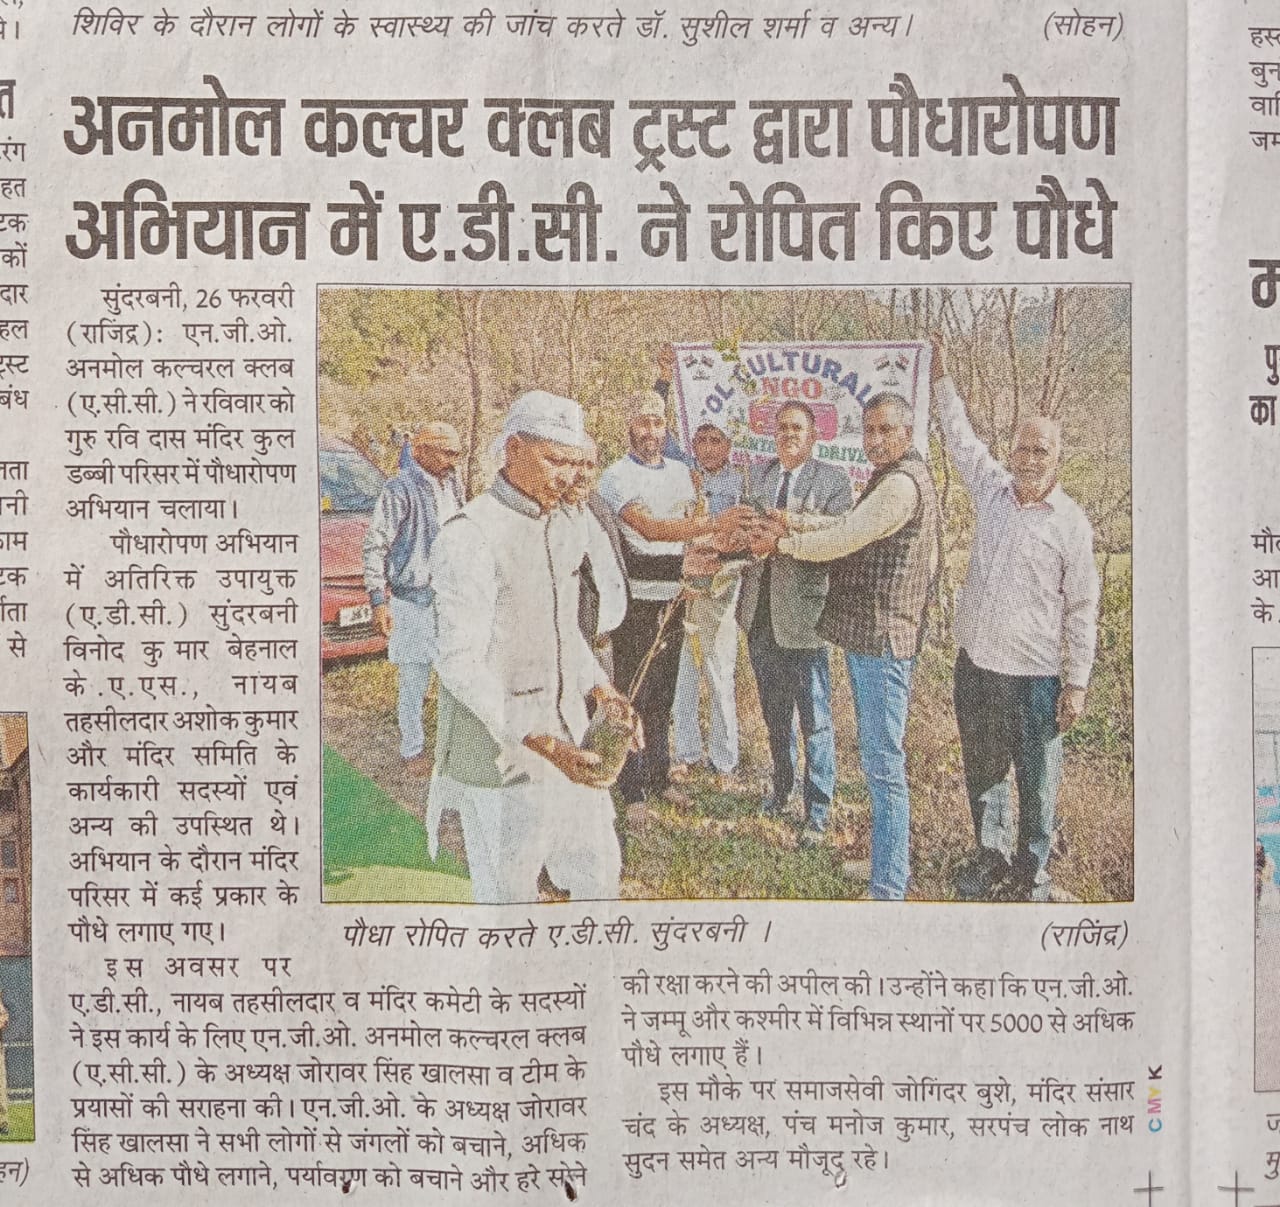 शिविर के दौरान लोगों के स्वास्थ्य की जांच करते डॉ. सुशील शर्मा व अन्य। (सोहन)
अनमोल कल्चर क्लब ट्रस्ट द्वारा पौधारोपण
अभियान में ए.डी.सी. ने रोपित किए पौधे
सुंदरबनी, 26 फरवरी
(राजिंद्र): एन.जी.ओ.
अनमोल कल्चरल क्लब
(ए.सी.सी.) ने रविवार को
गुरु रवि दास मंदिर कुल
डब्बी परिसर में पौधारोपण
अभियान चलाया।
पौधारोपण अभियान
में अतिरिक्त उपायुक्त
(ए.डी.सी.) सुंदरबनी
विनोद कु मार बेहनाल
के .ए.एस., नायब
तहसीलदार अशोक कुमार
और मंदिर समिति के
कार्यकारी सदस्यों एवं
अन्य की उपस्थित थे।
अभियान के दौरान मंदिर
परिसर में कई प्रकार के
पौधे लगाए गए।
इस अवसर पर
ए.डी.सी., नायब तहसीलदार व मंदिर कमेटी के सदस्यों
ने इस कार्य के लिए एन.जी.ओ. अनमोल कल्चरल क्लब
(ए.सी.सी.) के अध्यक्ष जोरावर सिंह खालसा व टीम के
प्रयासों की सराहना की। एन.जी.ओ. के अध्यक्ष जोरावर
सिंह खालसा ने सभी लोगों से जंगलों को बचाने, अधिक
से अधिक पौधे लगाने, पर्यावरण को बचाने और हरे सोने
CULTURAL
NGO
DRIVE
पौधा रोपित करते ए.डी.सी. सुंदरबनी । (राजिंद्र)
की रक्षा करने की अपील की। उन्होंने कहा कि एन.जी.ओ.
ने जम्मू और कश्मीर में विभिन्न स्थानों पर 5000 से अधिक
पौधे लगाए हैं।
इस मौके पर समाजसेवी जोगिंदर बुशे, मंदिर संसार
चंद के अध्यक्ष, पंच मनोज कुमार, सरपंच लोक नाथ
सुदन समेत अन्य मौजूद रहे।
CMYK